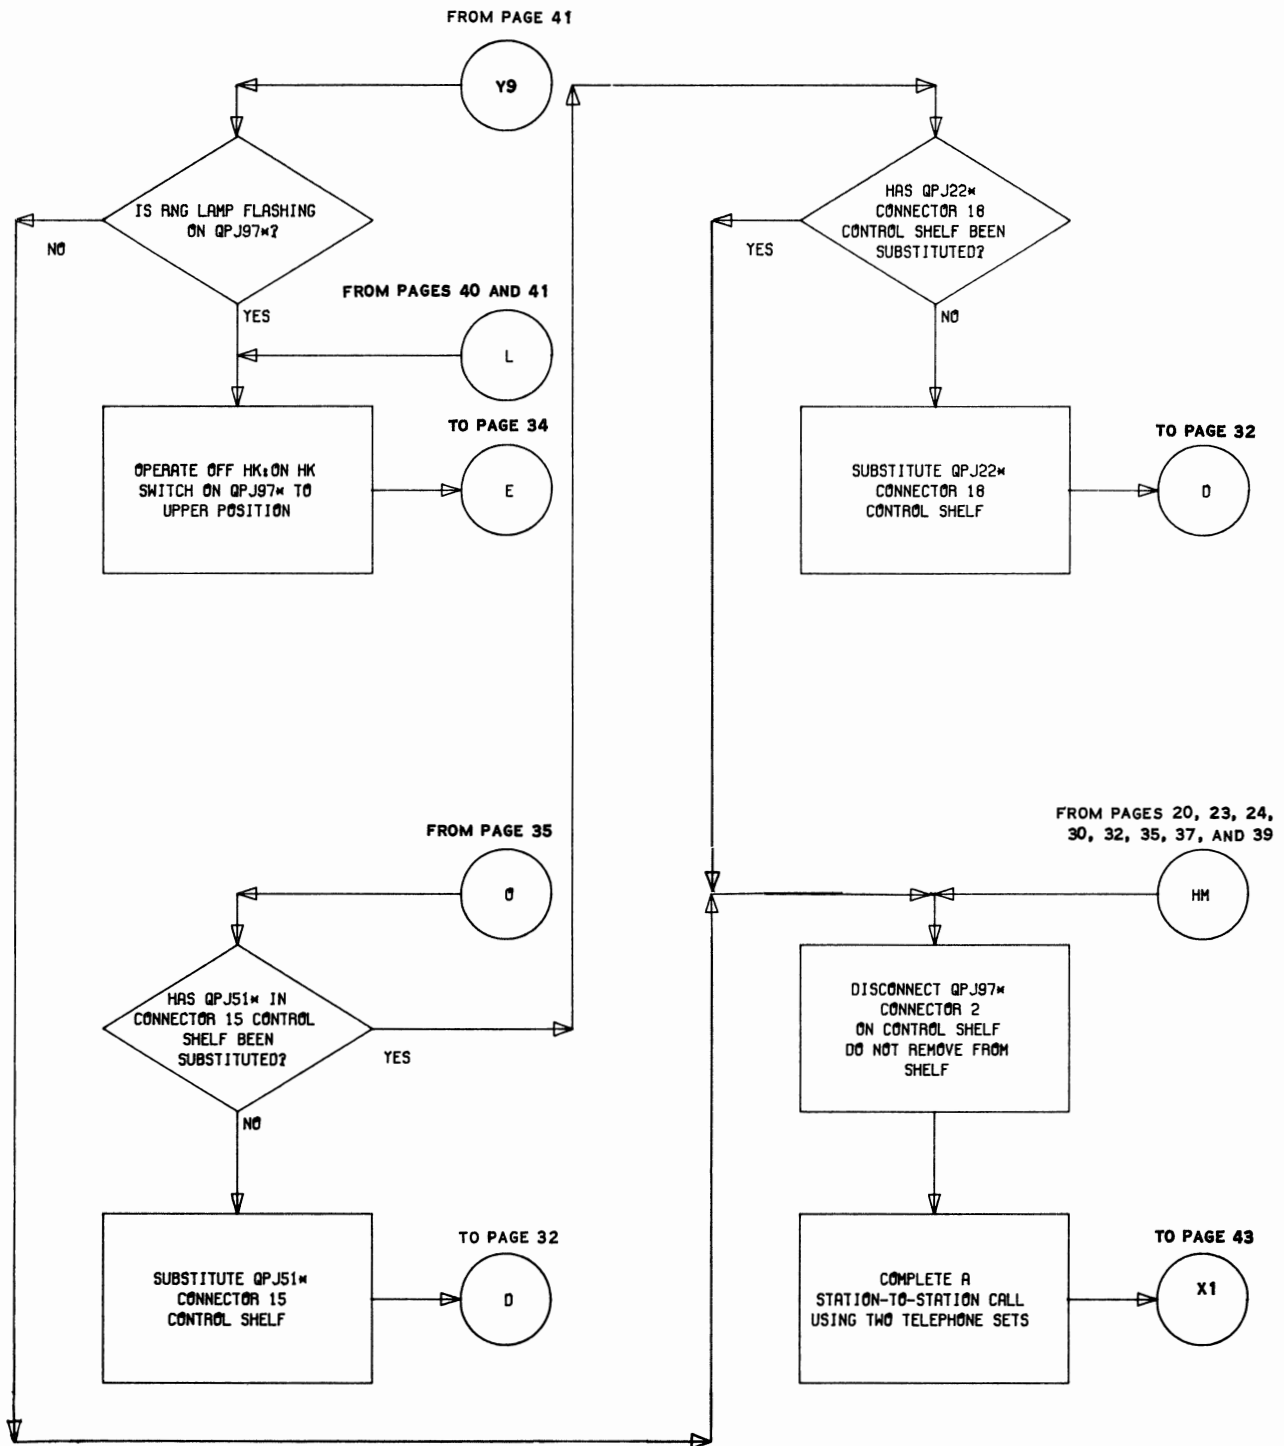 FROM PAGE 41
Y9
IS RNG LAMP FLASHING
ON QPJ97*?
NO
YES
FROM PAGES 40 AND 41
L
OPERATE OFF HK:ON HK
SWITCH ON QPJ97* TO
UPPER POSITION
TO PAGE 34
E
FROM PAGE 35
O
HAS QPJ51* IN
CONNECTOR 15 CONTROL
SHELF BEEN
SUBSTITUTED?
YES
NO
SUBSTITUTE QPJ51*
CONNECTOR 15
CONTROL SHELF
TO PAGE 32
D
HAS QPJ22*
CONNECTOR 18
CONTROL SHELF BEEN
SUBSTITUTED?
YES
NO
SUBSTITUTE QPJ22*
CONNECTOR 18
CONTROL SHELF
TO PAGE 32
D
FROM PAGES 20, 23, 24,
30, 32, 35, 37, AND 39
HM
DISCONNECT QPJ97*
CONNECTOR 2
ON CONTROL SHELF
DO NOT REMOVE FROM
SHELF
COMPLETE A
STATION-TO-STATION CALL
USING TWO TELEPHONE SETS
TO PAGE 43
X1